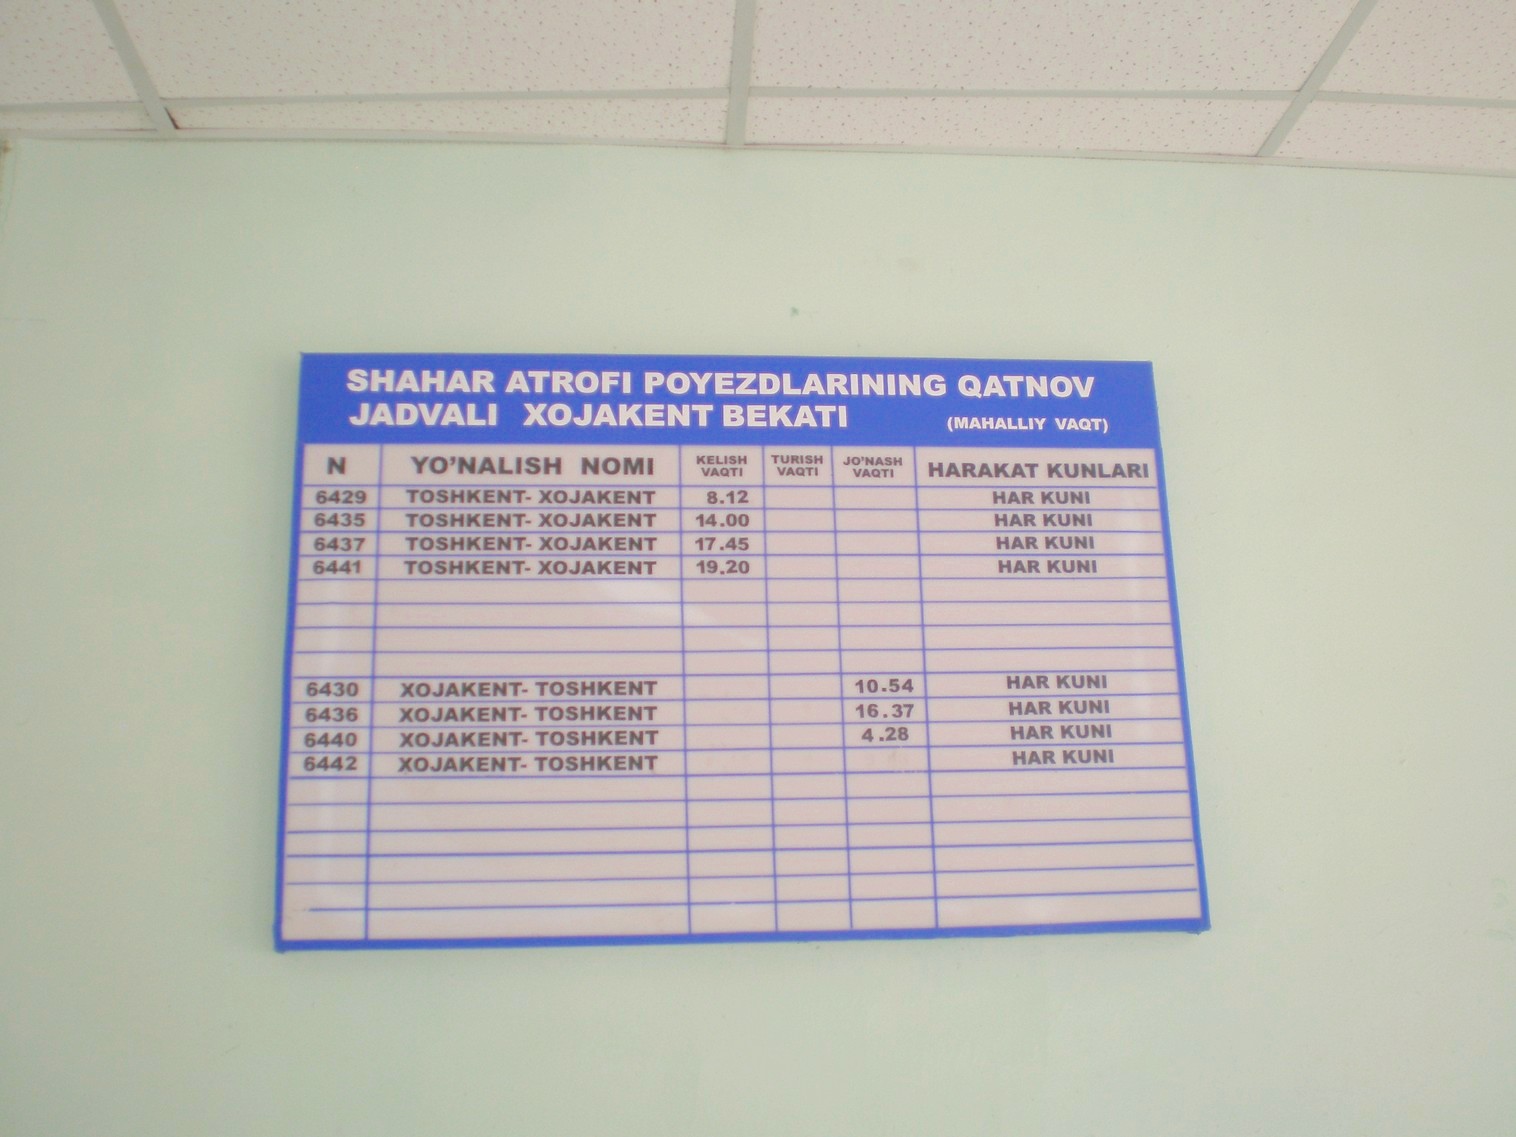 SHAHAR ATROFI POYEZDLARINING QATNOV
JADVALI XOJAKENT BEKATI (MAHALLIY VAQT)
N YO'NALISH NOMI KELISH VAQTI TURISH VAQTI JO'NASH VAQTI HARAKAT KUNLARI
6429 TOSHKENT- XOJAKENT 8.12 HAR KUNI
6435 TOSHKENT- XOJAKENT 14.00 HAR KUNI
6437 TOSHKENT- XOJAKENT 17.45 HAR KUNI
6441 TOSHKENT- XOJAKENT 19.20 HAR KUNI
6430 XOJAKENT- TOSHKENT 10.54 HAR KUNI
6436 XOJAKENT- TOSHKENT 16.37 HAR KUNI
6440 XOJAKENT- TOSHKENT 4.28 HAR KUNI
6442 XOJAKENT- TOSHKENT HAR KUNI